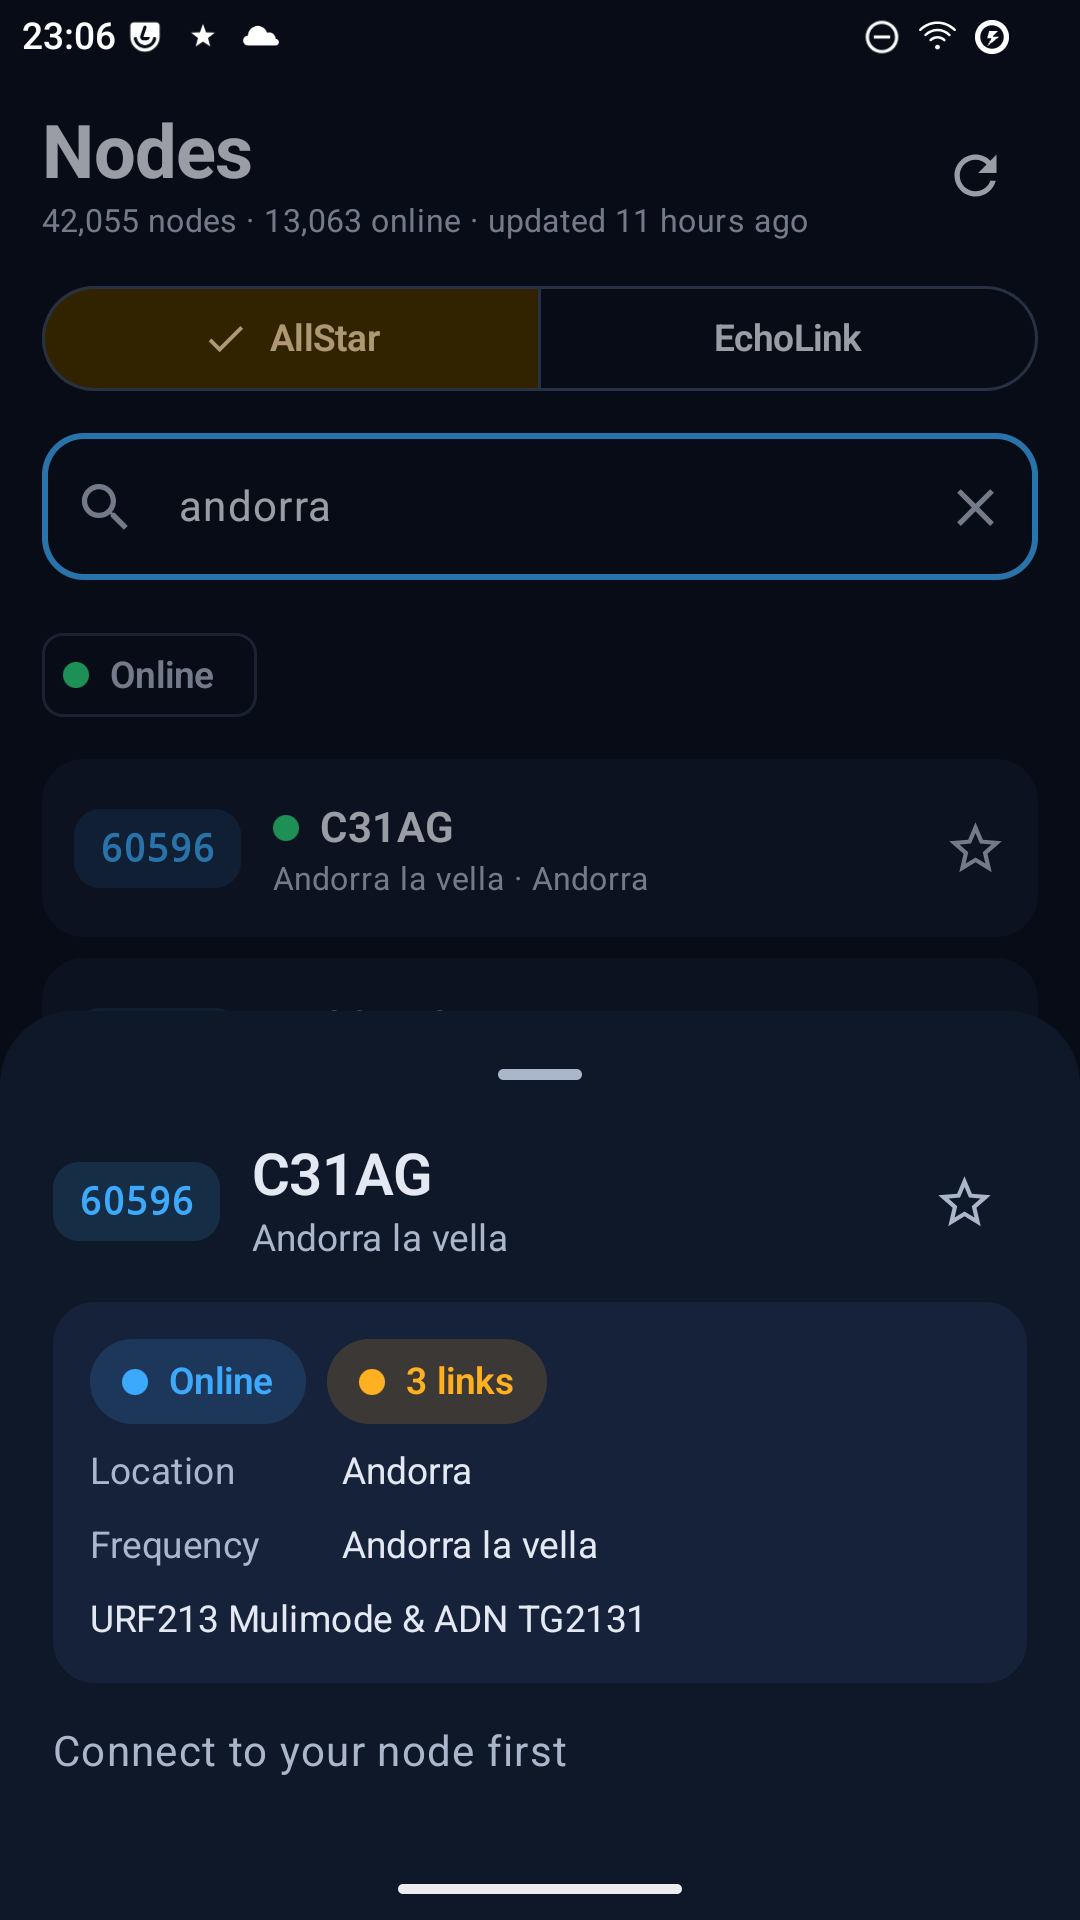 23:06
Nodes
42,055 nodes · 13,063 online · updated 11 hours ago
AllStar
EchoLink
andorra
Online
60596
C31AG
Andorra la vella · Andorra
60596
C31AG
Andorra la vella
Online
3 links
Location
Andorra
Frequency
Andorra la vella
URF213 Mulimode & ADN TG2131
Connect to your node first